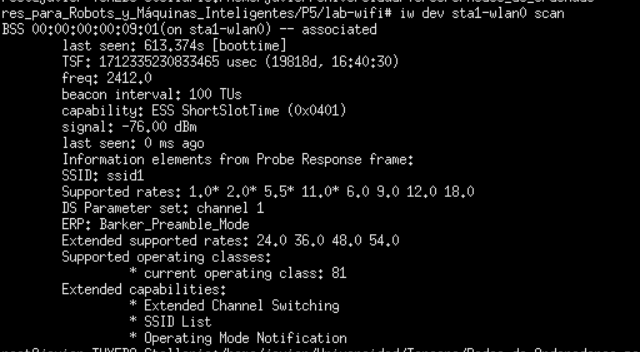 res_para_Robots_y_Máquinas_Inteligentes/P5/lab-wifi# iw dev sta1-wlan0 scan
BSS 00:00:00:00:09:01(on sta1-wlan0) -- associated
last seen: 613.374s [boottime]
TSF: 1712335230833465 usec (19818d, 16:40:30)
freq: 2412.0
beacon interval: 100 TUs
capability: ESS ShortSlotTime (0x0401)
signal: -76.00 dBm
last seen: 0 ms ago
Information elements from Probe Response frame:
SSID: ssid1
Supported rates: 1.0* 2.0* 5.5* 11.0* 6.0 9.0 12.0 18.0
DS Parameter set: channel 1
ERP: Barker_Preamble_Mode
Extended supported rates: 24.0 36.0 48.0 54.0
Supported operating classes:
* current operating class: 81
Extended capabilities:
* Extended Channel Switching
* SSID List
* Operating Mode Notification